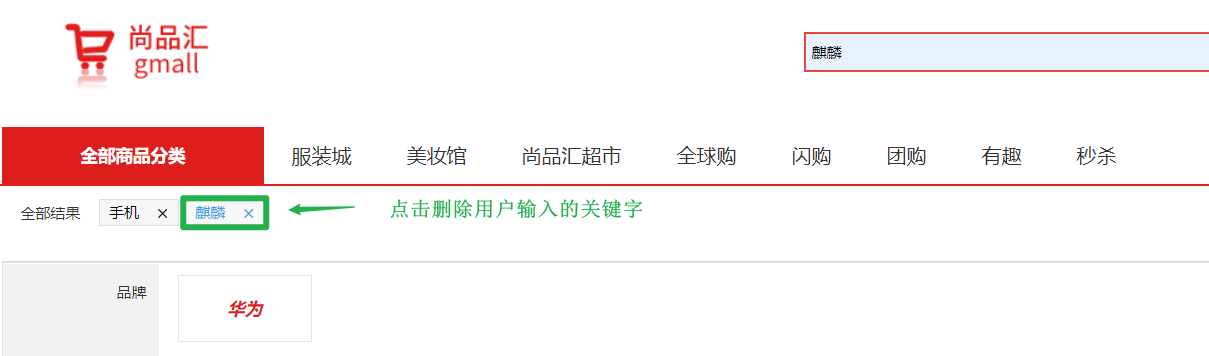 尚品汇
gmall
麒麟
全部商品分类 服装城 美妆馆 尚品汇超市 全球购 闪购 团购 有趣 秒杀
全部结果 手机 × 麒麟 × 点击删除用户输入的关键字
品牌 华为